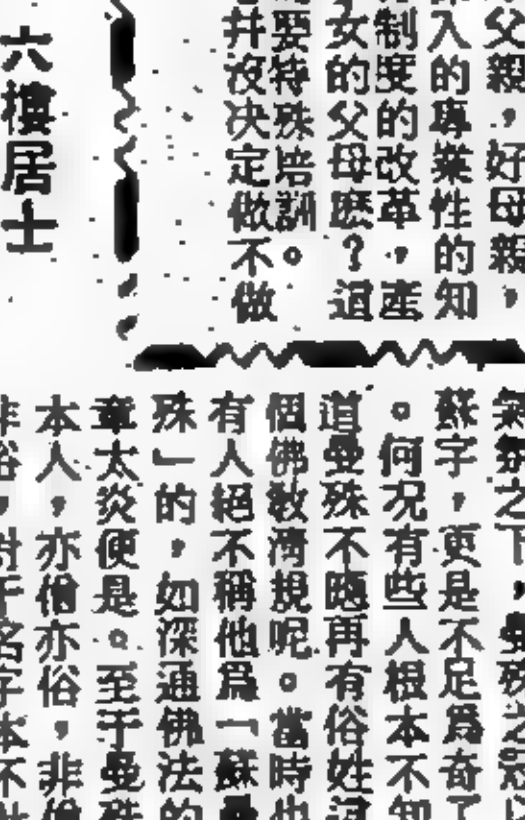 父親，好母親，
入的專業性的知
制度的改革，產
女的父母麽？這
要特殊培訓。
并沒決定做不做
六樓居士
之下，曼殊之
蘇字，更是不足爲奇了
。何况有些人根本不知
道曼殊不應再有俗姓這
個佛教清規呢。當時也
有人絕不稱他爲「蘇曼
殊」的，如深通佛法的
章太炎便是。至于曼殊
本人，亦僧亦俗，非僧
非俗，對于名字本不